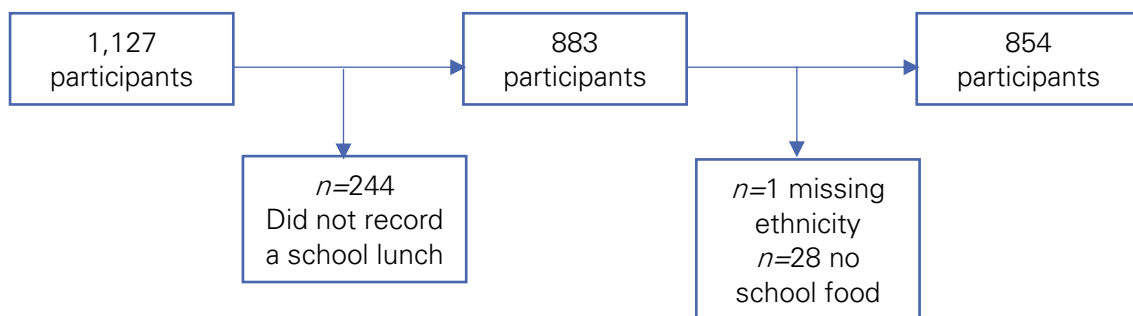 1,127
participants
883
participants
854
participants
n=244
Did not record
a school lunch
n=1 missing
ethnicity
n=28 no
school food